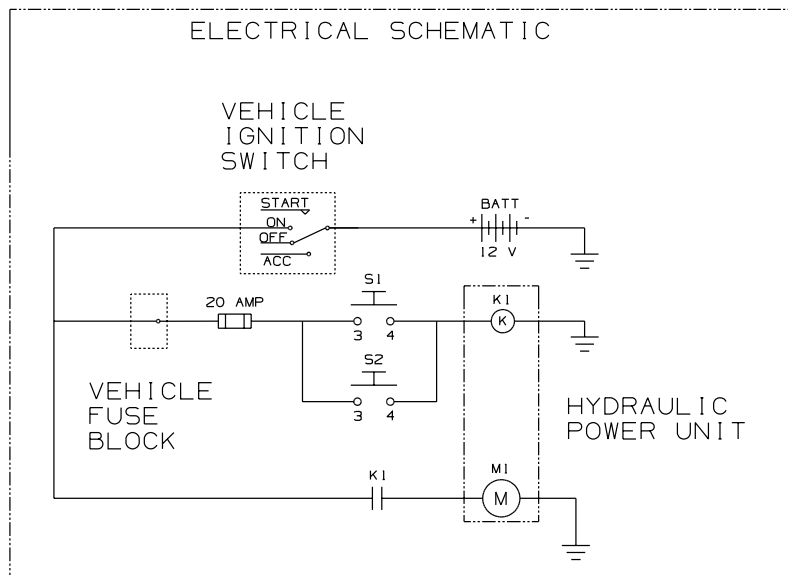 ELECTRICAL SCHEMATIC
VEHICLE
IGNITION
SWITCH
START
ON
OFF
ACC
BATT
+ -
12 V
20 AMP
S1
3 4
S2
3 4
K1
K
VEHICLE
FUSE
BLOCK
HYDRAULIC
POWER UNIT
K1
M1
M